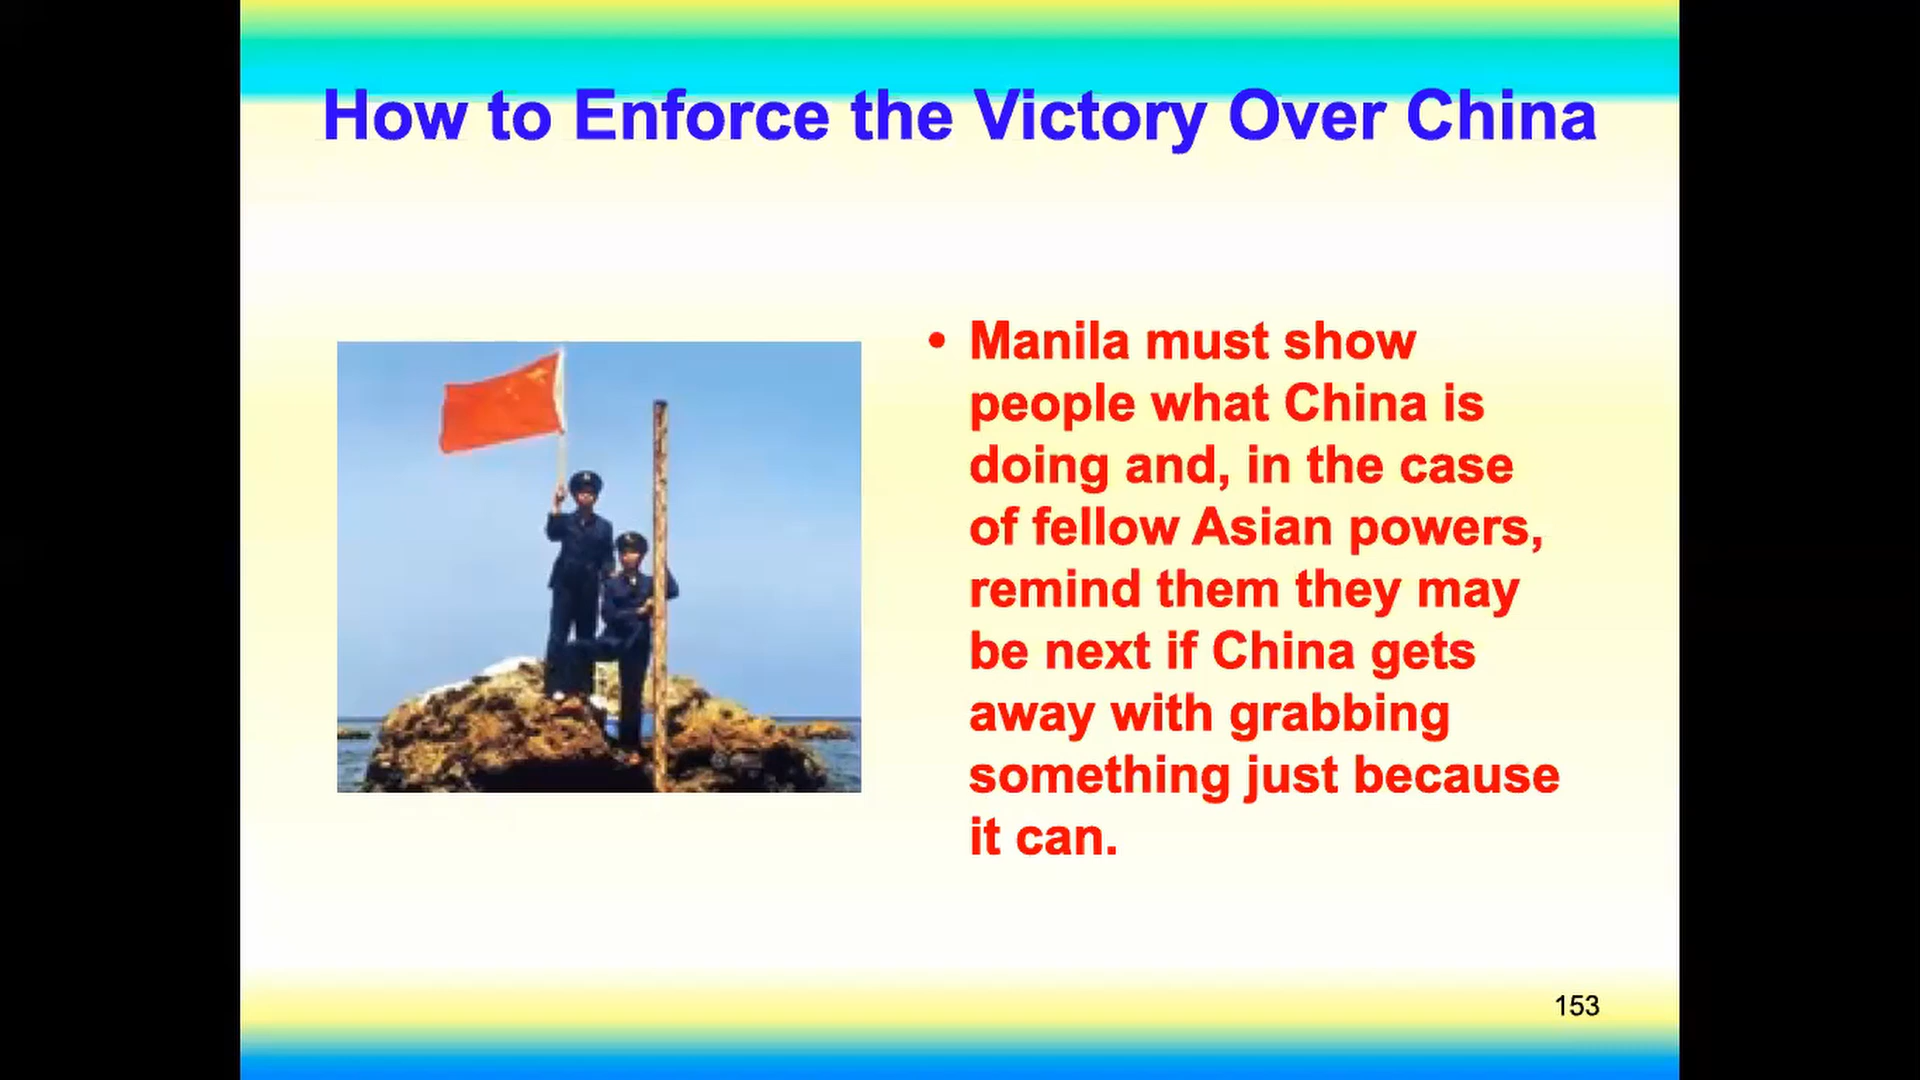 How to Enforce the Victory Over China
• Manila must show
people what China is
doing and, in the case
of fellow Asian powers,
remind them they may
be next if China gets
away with grabbing
something just because
it can.
153